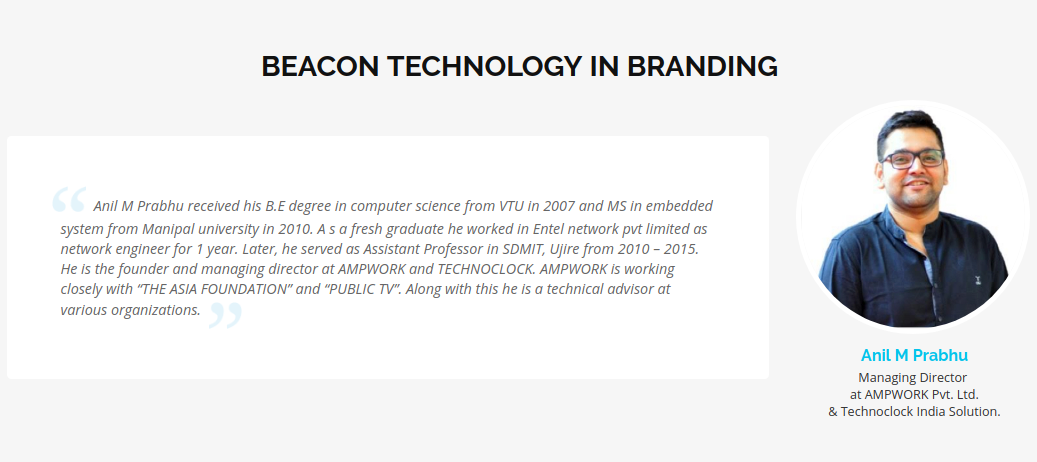 BEACON TECHNOLOGY IN BRANDING
“ Anil M Prabhu received his B.E degree in computer science from VTU in 2007 and MS in embedded
system from Manipal university in 2010. A s a fresh graduate he worked in Entel network pvt limited as
network engineer for 1 year. Later, he served as Assistant Professor in SDMIT, Ujire from 2010 – 2015.
He is the founder and managing director at AMPWORK and TECHNOCLOCK. AMPWORK is working
closely with “THE ASIA FOUNDATION” and “PUBLIC TV”. Along with this he is a technical advisor at
various organizations. ”
Anil M Prabhu
Managing Director
at AMPWORK Pvt. Ltd.
& Technoclock India Solution.